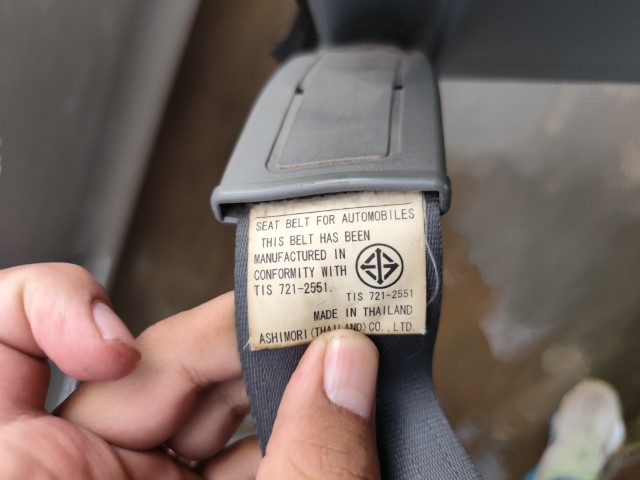 SEAT BELT FOR AUTOMOBILES
THIS BELT HAS BEEN
MANUFACTURED IN
CONFORMITY WITH
TIS 721-2551.
TIS 721-2551
MADE IN THAILAND
ASHIMORI (THAILAND) CO., LTD.